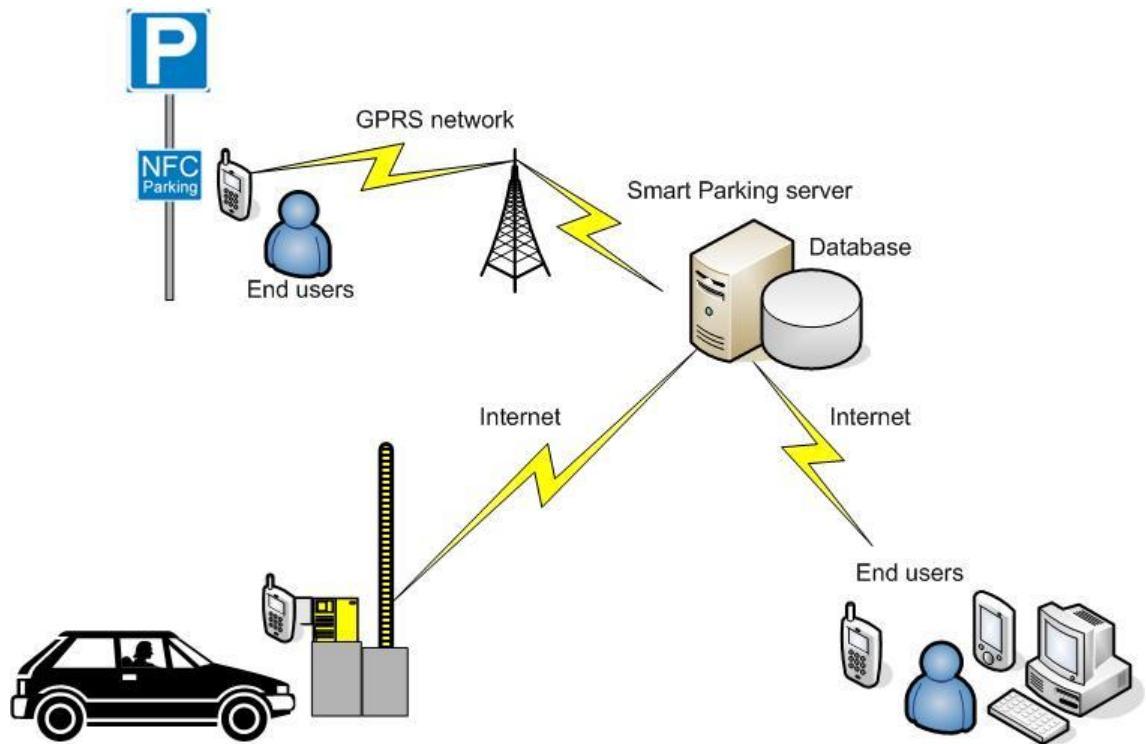 P
GPRS network
NFC
Parking
Smart Parking server
Database
End users
Internet
Internet
End users